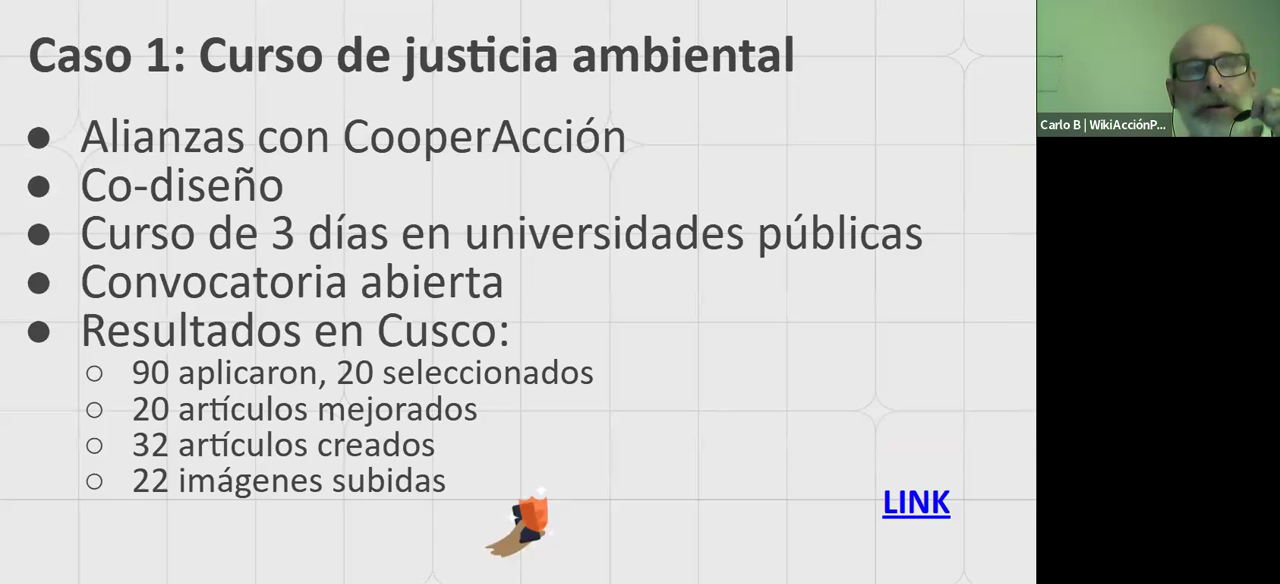 Caso 1: Curso de justicia ambiental
● Alianzas con CooperAcción
● Co-diseño
● Curso de 3 días en universidades públicas
● Convocatoria abierta
● Resultados en Cusco:
○ 90 aplicaron, 20 seleccionados
○ 20 artículos mejorados
○ 32 artículos creados
○ 22 imágenes subidas
LINK
Carlo B | WikiAcciónP...